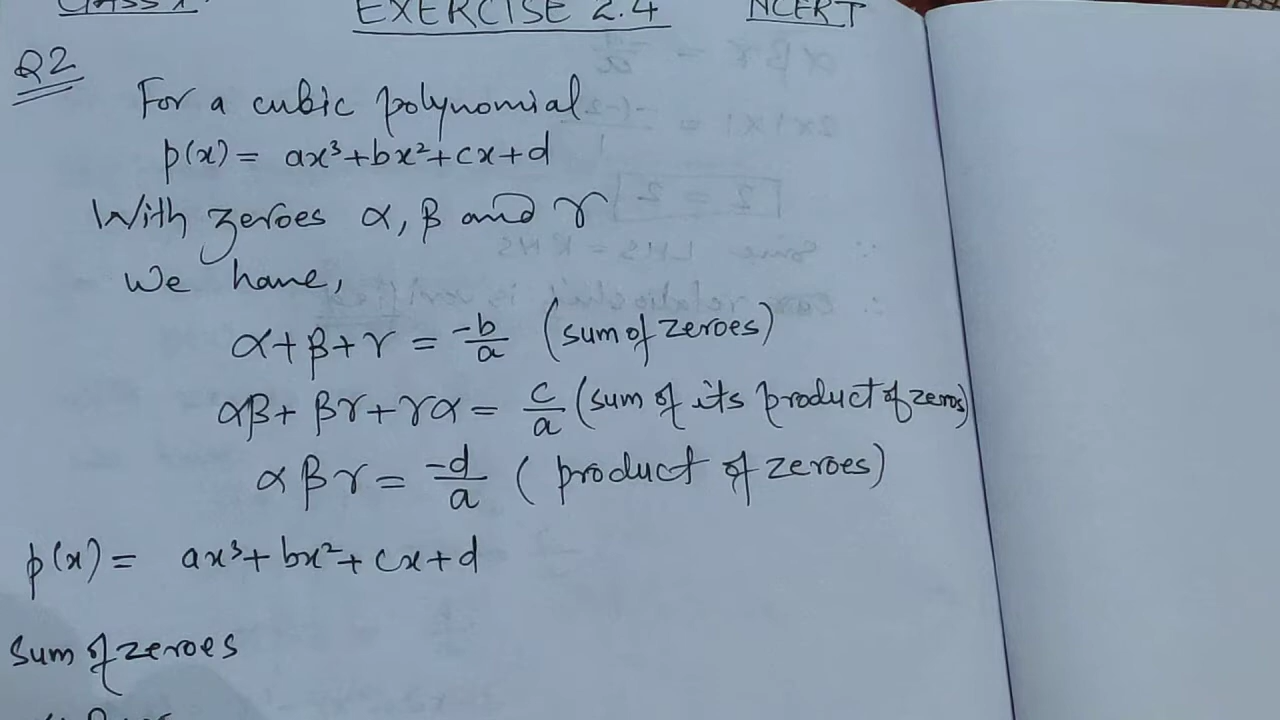 CLASS X EXERCISE 2.4 NCERT
Q2
For a cubic polynomial
p(x) = ax³+bx²+cx+d
With zeroes α, β and γ
We have,
α+β+γ = -b/a (sum of zeroes)
αβ+βγ+γα = c/a (sum of its product of zeros)
αβγ = -d/a (product of zeroes)
p(x) = ax³+bx²+cx+d
Sum of zeroes